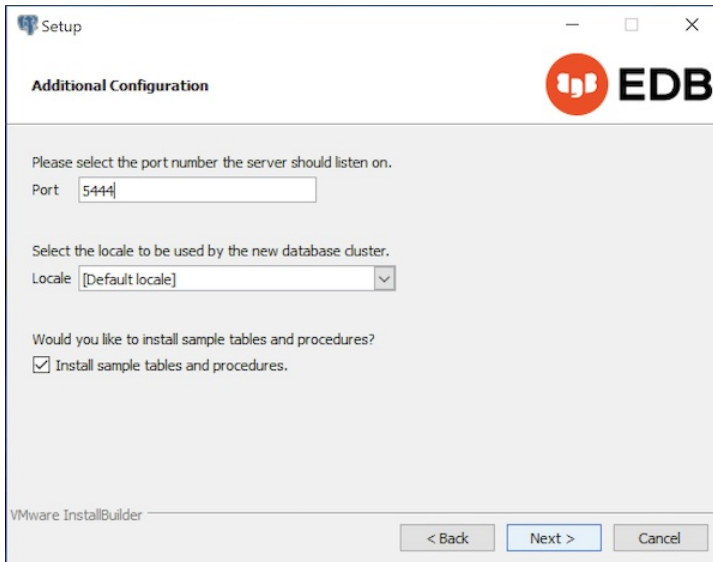 Setup
Additional Configuration
EDB
Please select the port number the server should listen on.
Port 5444
Select the locale to be used by the new database cluster.
Locale [Default locale]
Would you like to install sample tables and procedures?
Install sample tables and procedures.
VMware InstallBuilder
< Back Next > Cancel